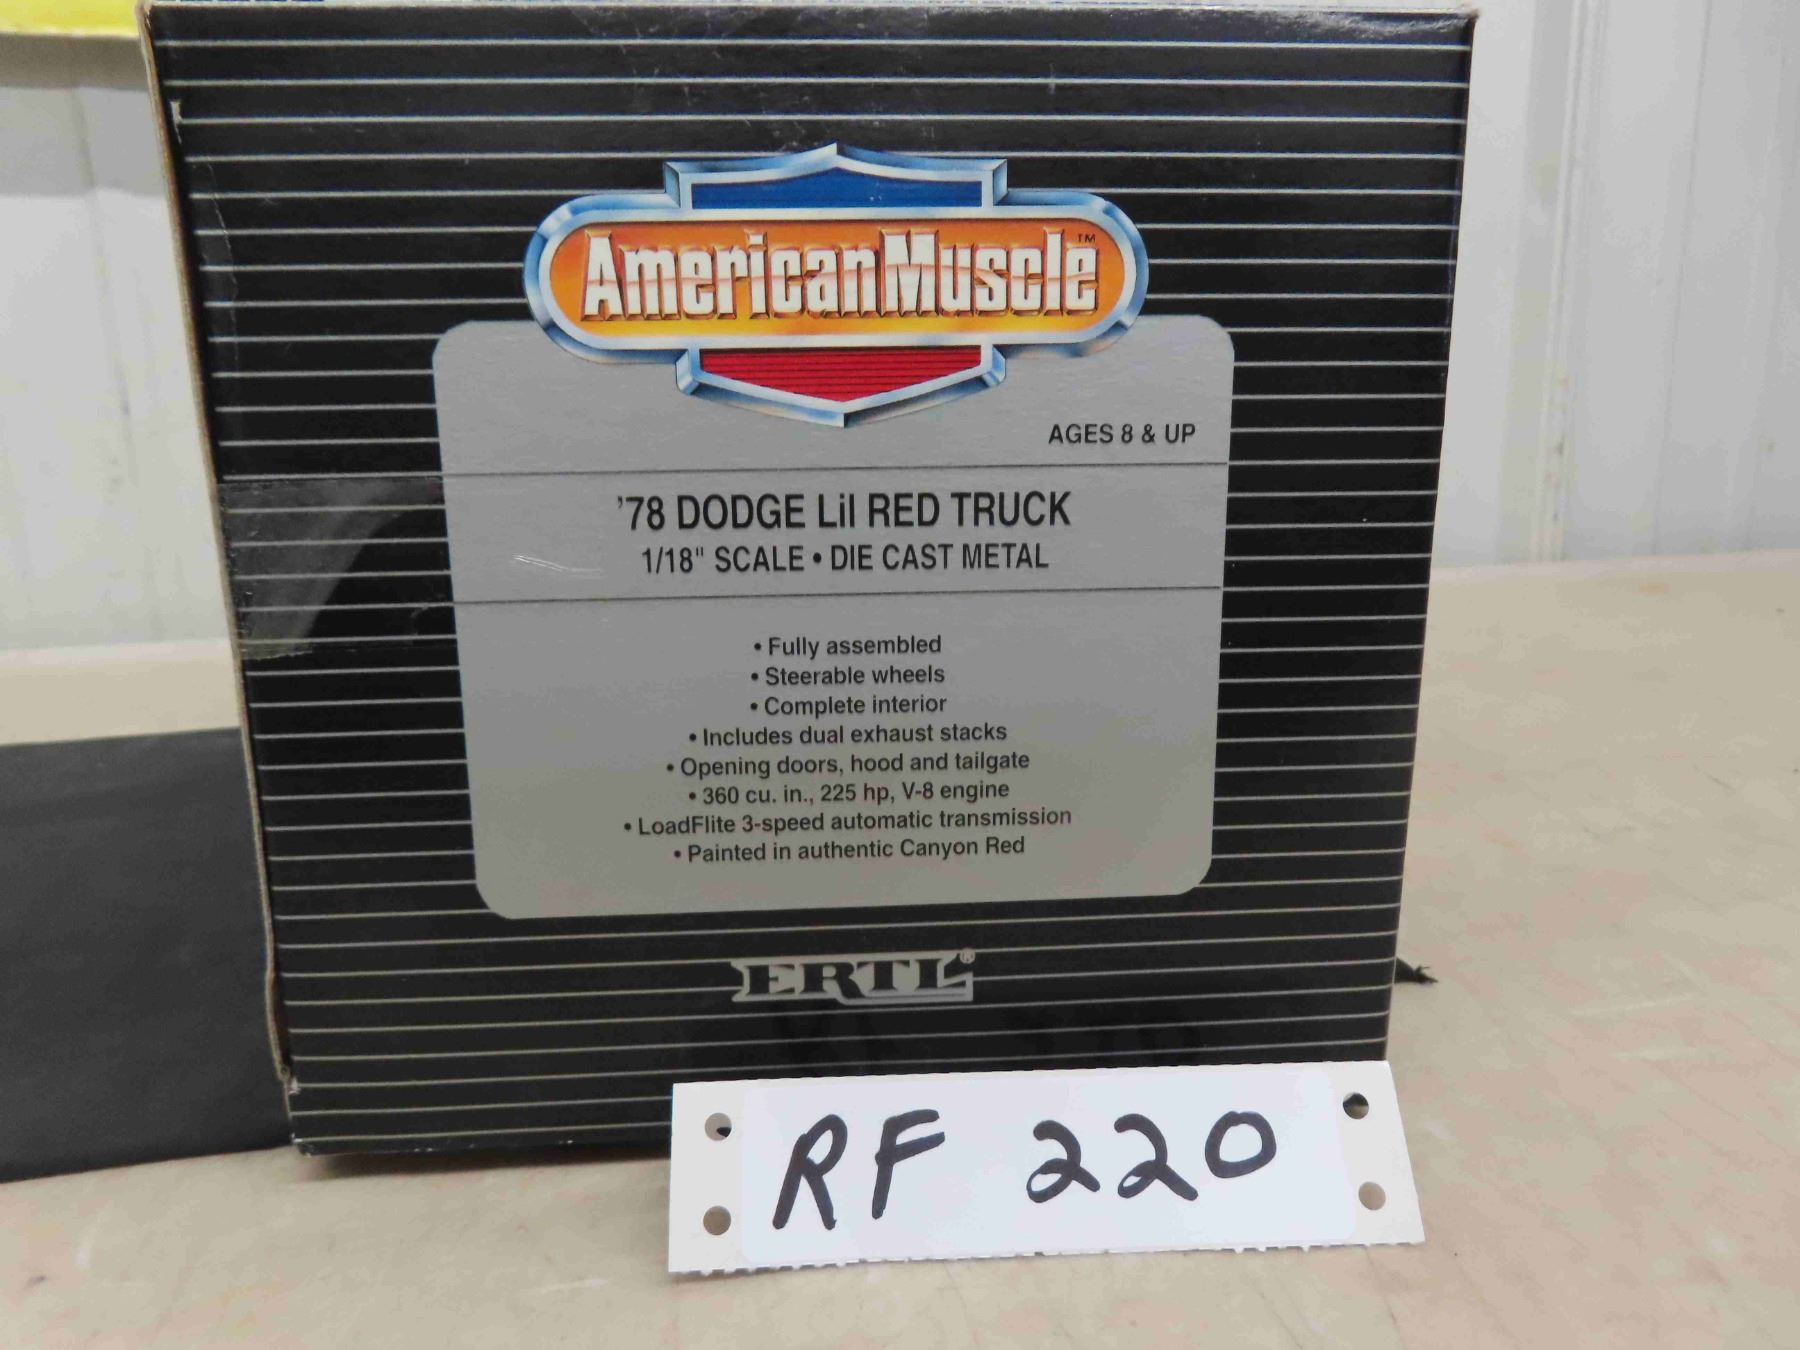 AmericanMuscle™
AGES 8 & UP
'78 DODGE Lil RED TRUCK
1/18" SCALE • DIE CAST METAL
• Fully assembled
• Steerable wheels
• Complete interior
• Includes dual exhaust stacks
• Opening doors, hood and tailgate
• 360 cu. in., 225 hp, V-8 engine
• LoadFlite 3-speed automatic transmission
• Painted in authentic Canyon Red
ERTL®
RF 220